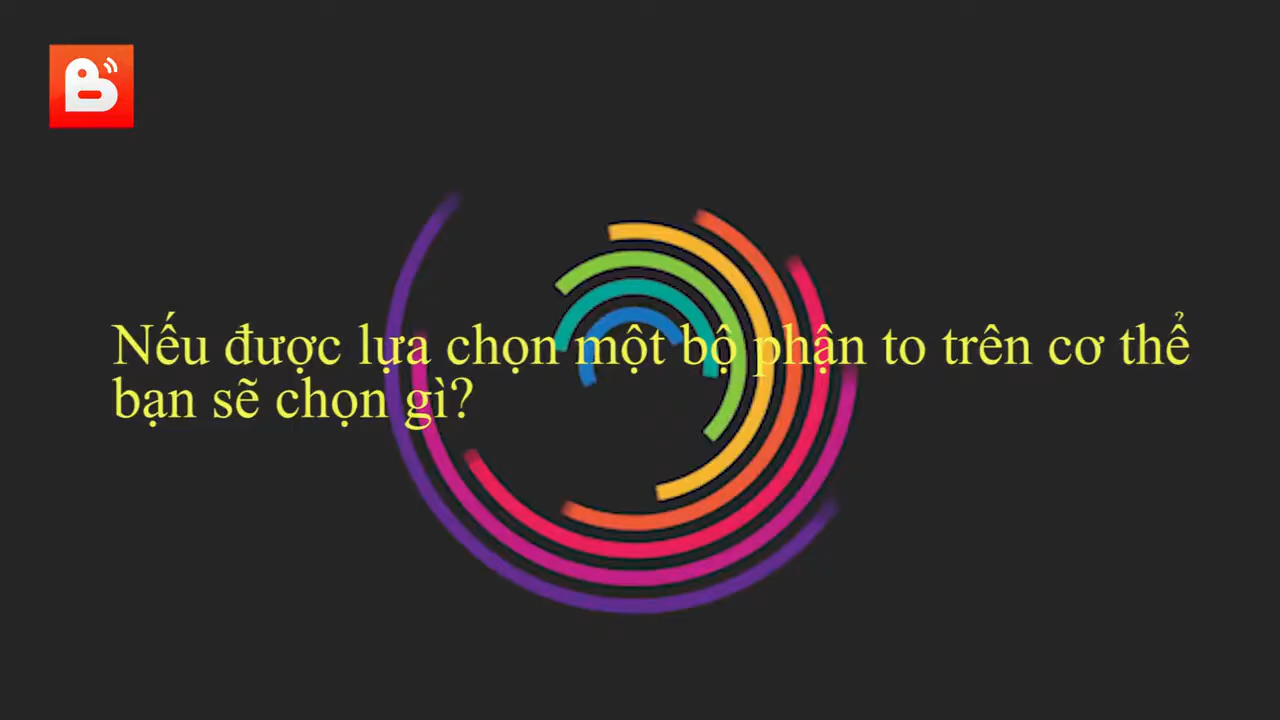 Nếu được lựa chọn một bộ phận to trên cơ thể
bạn sẽ chọn gì?